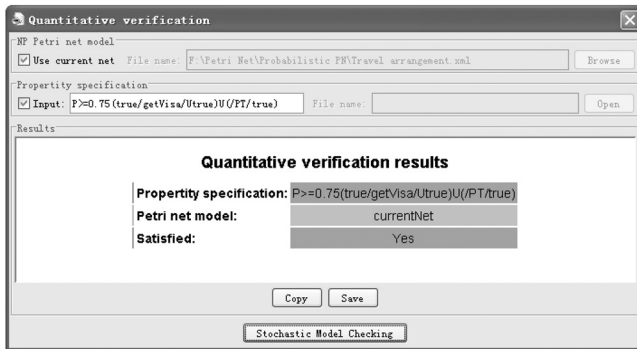 Quantitative verification
NP Petri net model
Use current net File name: F:\Petri Net\Probabilistic PN\Travel arrangement.xml Browse
Propertity specification
Input: P>=0.75(true/getVisa/Utrue)U(/PT/true) File name: Open
Results
Quantitative verification results
Propertity specification: P>=0.75(true/getVisa/Utrue)U(/PT/true)
Petri net model: currentNet
Satisfied: Yes
Copy Save
Stochastic Model Checking